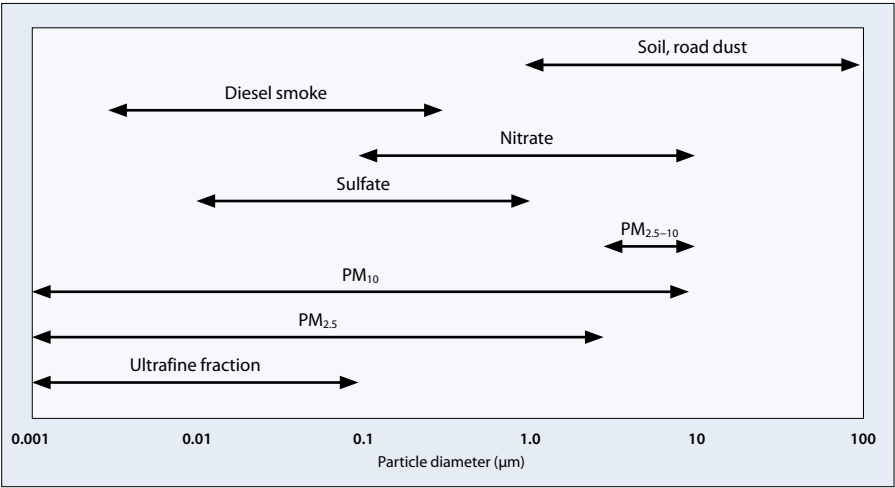 Soil, road dust
Diesel smoke
Nitrate
Sulfate
PM₂.₅₋₁₀
PM₁₀
PM₂.₅
Ultrafine fraction
0.001 0.01 0.1 1.0 10 100
Particle diameter (µm)